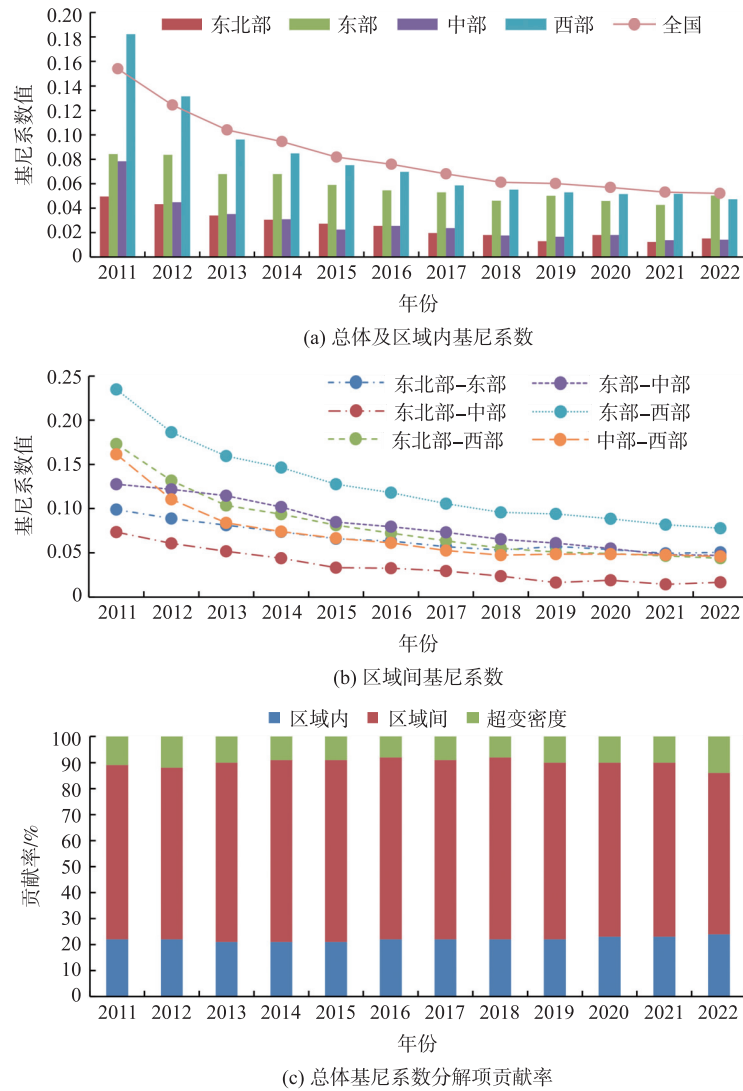 东北部 东部 中部 西部 全国
0.20
0.18
0.16
0.14
0.12
0.10
0.08
0.06
0.04
0.02
0
基尼系数值
2011 2012 2013 2014 2015 2016 2017 2018 2019 2020 2021 2022
年份
(a) 总体及区域内基尼系数
0.25
0.20
0.15
0.10
0.05
0
基尼系数值
东北部–东部 东部–中部
东北部–中部 东部–西部
东北部–西部 中部–西部
2011 2012 2013 2014 2015 2016 2017 2018 2019 2020 2021 2022
年份
(b) 区域间基尼系数
区域内 区域间 超变密度
100
90
80
70
60
50
40
30
20
10
0
贡献率/%
2011 2012 2013 2014 2015 2016 2017 2018 2019 2020 2021 2022
年份
(c) 总体基尼系数分解项贡献率